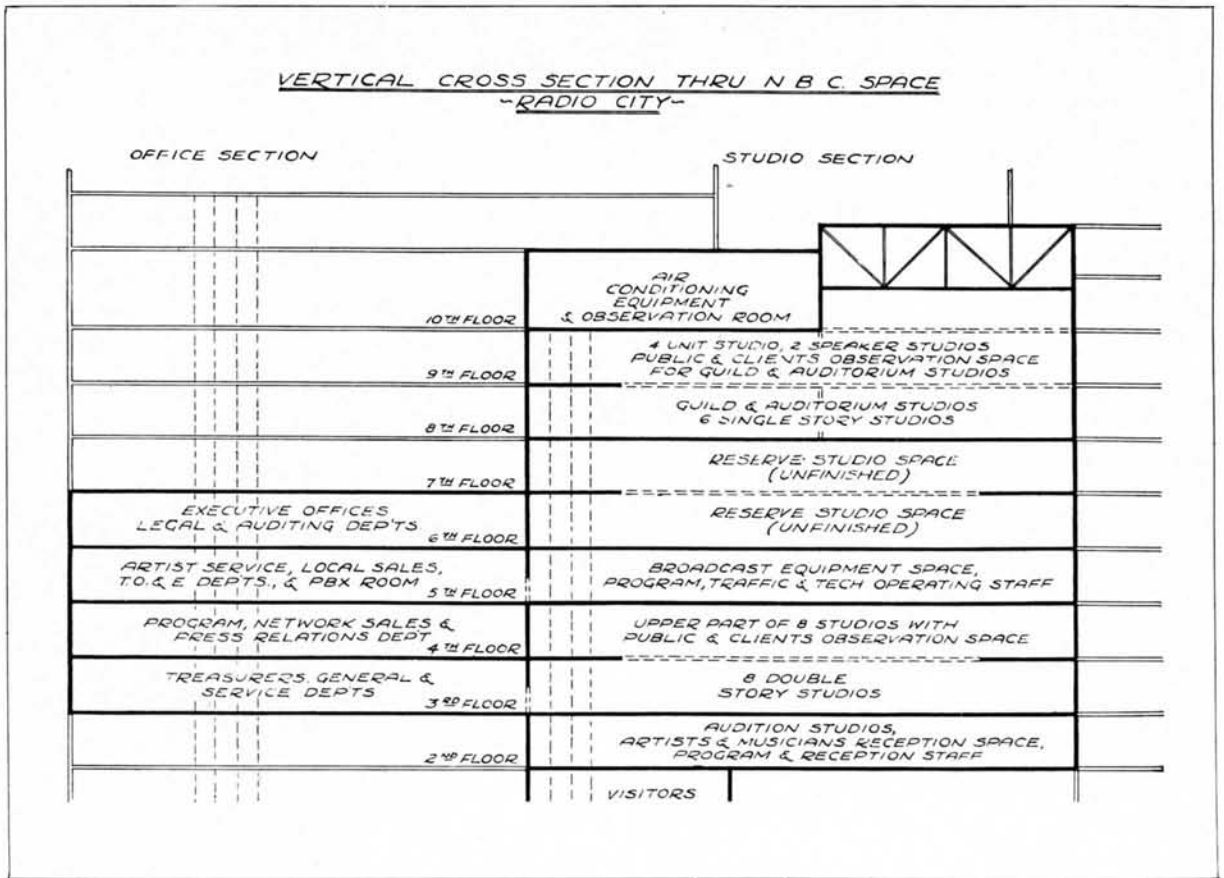 VERTICAL CROSS SECTION THRU N B C. SPACE
~RADIO CITY~
OFFICE SECTION
STUDIO SECTION
AIR
CONDITIONING
EQUIPMENT
& OBSERVATION ROOM
10TH FLOOR
4 UNIT STUDIO, 2 SPEAKER STUDIOS
PUBLIC & CLIENTS OBSERVATION SPACE
FOR GUILD & AUDITORIUM STUDIOS
9TH FLOOR
GUILD & AUDITORIUM STUDIOS
6 SINGLE STORY STUDIOS
8TH FLOOR
RESERVE STUDIO SPACE
(UNFINISHED)
7TH FLOOR
EXECUTIVE OFFICES
LEGAL & AUDITING DEP'TS.
6TH FLOOR
RESERVE STUDIO SPACE
(UNFINISHED)
ARTIST SERVICE, LOCAL SALES,
T.O. & E DEPTS., & PBX ROOM
5TH FLOOR
BROADCAST EQUIPMENT SPACE,
PROGRAM, TRAFFIC & TECH OPERATING STAFF
PROGRAM, NETWORK SALES &
PRESS RELATIONS DEPT
4TH FLOOR
UPPER PART OF 8 STUDIOS WITH
PUBLIC & CLIENTS OBSERVATION SPACE
TREASURERS, GENERAL &
SERVICE DEPTS
3RD FLOOR
8 DOUBLE
STORY STUDIOS
AUDITION STUDIOS,
ARTISTS & MUSICIANS RECEPTION SPACE,
PROGRAM & RECEPTION STAFF
2ND FLOOR
VISITORS